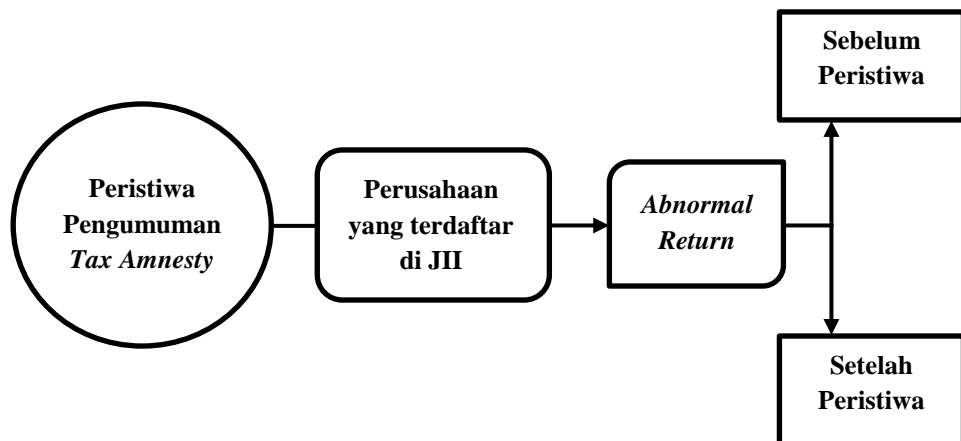 Peristiwa
Pengumuman
Tax Amnesty
Perusahaan
yang terdaftar
di JII
Abnormal
Return
Sebelum
Peristiwa
Setelah
Peristiwa